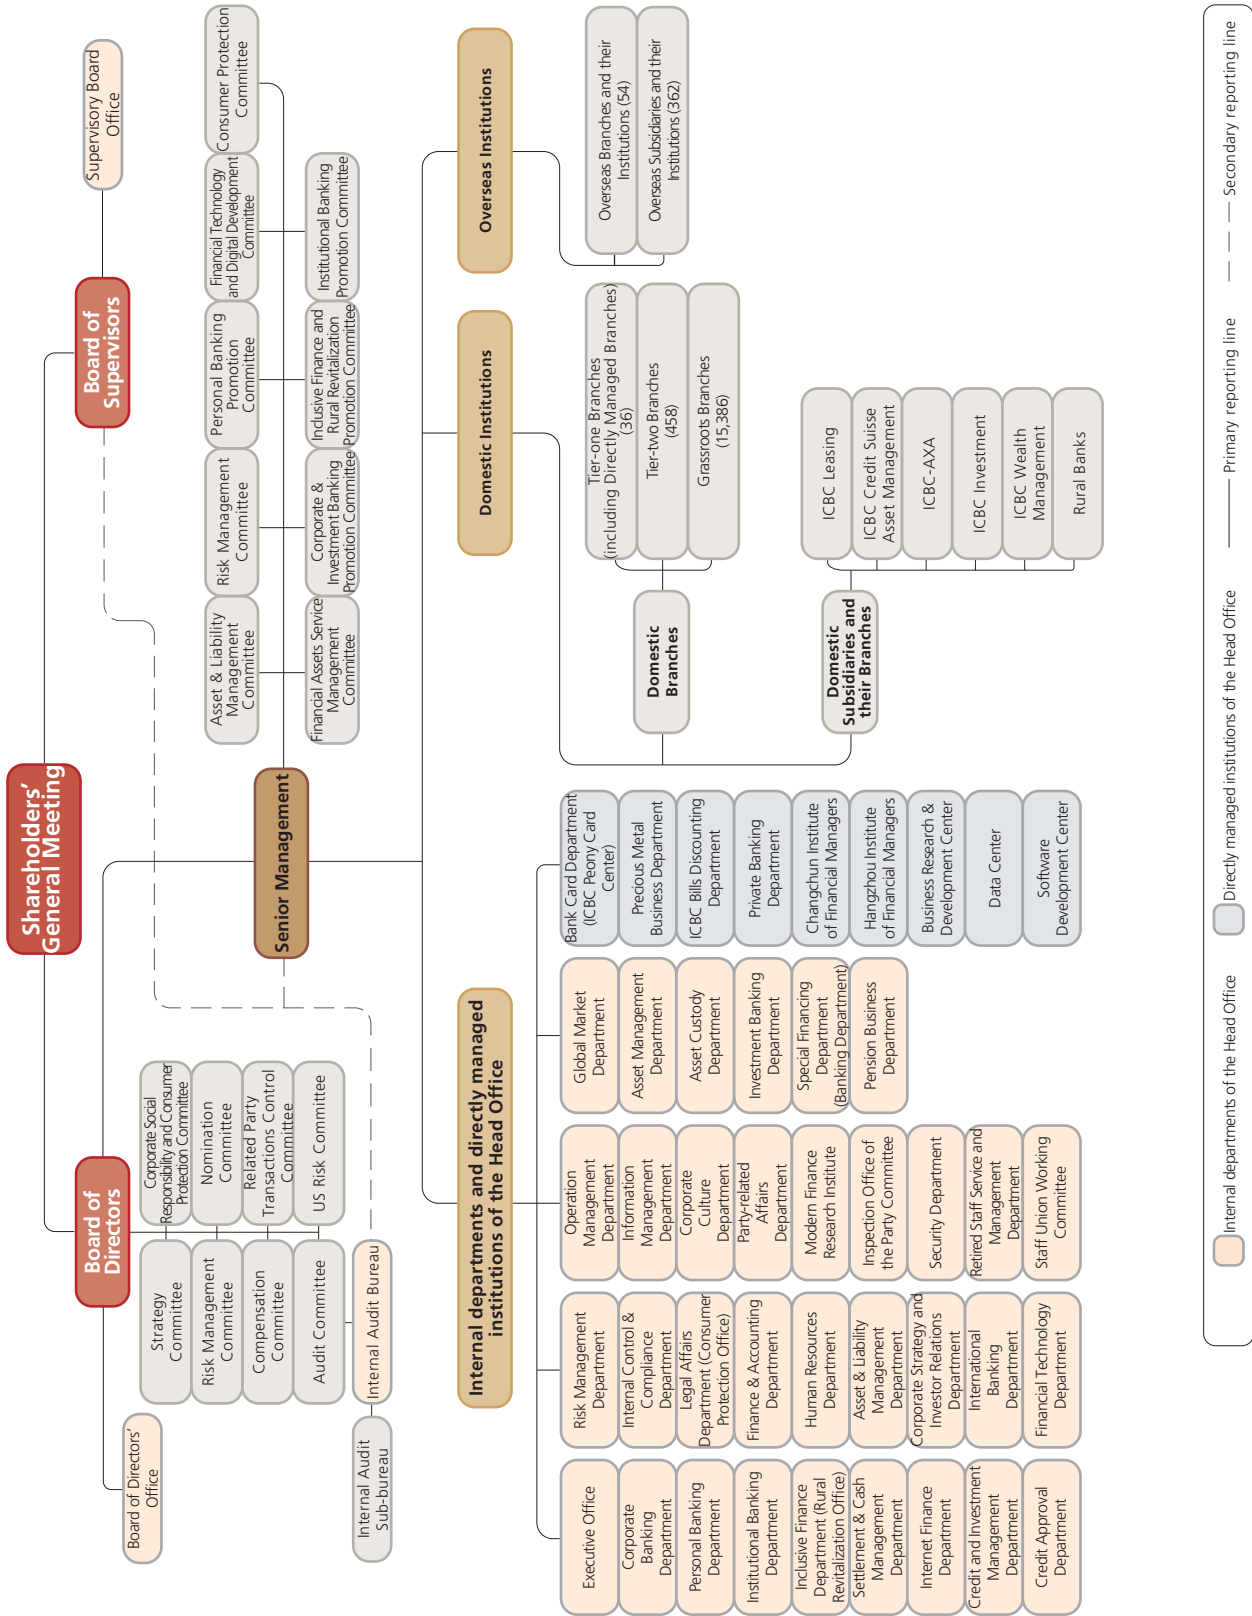 Shareholders'
General Meeting
Board of
Directors
Board of
Supervisors
Board of Directors'
Office
Supervisory Board
Office
Strategy
Committee
Corporate Social
Responsibility and Consumer
Protection Committee
Risk Management
Committee
Nomination
Committee
Compensation
Committee
Related Party
Transactions Control
Committee
Audit Committee
US Risk Committee
Internal Audit
Sub-bureau
Internal Audit Bureau
Senior Management
Asset & Liability
Management
Committee
Risk Management
Committee
Personal Banking
Promotion
Committee
Financial Technology
and Digital Development
Committee
Consumer Protection
Committee
Financial Assets Service
Management
Committee
Corporate &
Investment Banking
Promotion Committee
Inclusive Finance and
Rural Revitalization
Promotion Committee
Institutional Banking
Promotion Committee
Internal departments and directly managed
institutions of the Head Office
Domestic Institutions
Overseas Institutions
Executive Office
Corporate
Banking
Department
Personal Banking
Department
Institutional Banking
Department
Inclusive Finance
Department (Rural
Revitalization Office)
Settlement & Cash
Management
Department
Internet Finance
Department
Credit and Investment
Management
Department
Credit Approval
Department
Risk Management
Department
Internal Control &
Compliance
Department
Legal Affairs
Department (Consumer
Protection Office)
Finance & Accounting
Department
Human Resources
Department
Asset & Liability
Management
Department
Corporate Strategy and
Investor Relations
Department
International
Banking
Department
Financial Technology
Department
Operation
Management
Department
Information
Management
Department
Corporate
Culture
Department
Party-related
Affairs
Department
Modern Finance
Research Institute
Inspection Office of
the Party Committee
Security Department
Retired Staff Service and
Management
Department
Staff Union Working
Committee
Global Market
Department
Asset Management
Department
Asset Custody
Department
Investment Banking
Department
Special Financing
Department
(Banking Department)
Pension Business
Department
Bank Card Department
(ICBC Peony Card
Center)
Precious Metal
Business Department
ICBC Bills Discounting
Department
Private Banking
Department
Changchun Institute
of Financial Managers
Hangzhou Institute
of Financial Managers
Business Research &
Development Center
Data Center
Software
Development Center
Domestic
Branches
Tier-one Branches
(including Directly Managed Branches)
(36)
Tier-two Branches
(458)
Grassroots Branches
(15,386)
Domestic
Subsidiaries and
their Branches
ICBC Leasing
ICBC Credit Suisse
Asset Management
ICBC-AXA
ICBC Investment
ICBC Wealth
Management
Rural Banks
Overseas Branches and their
Institutions (54)
Overseas Subsidiaries and their
Institutions (362)
Internal departments of the Head Office
Directly managed institutions of the Head Office
Primary reporting line
Secondary reporting line